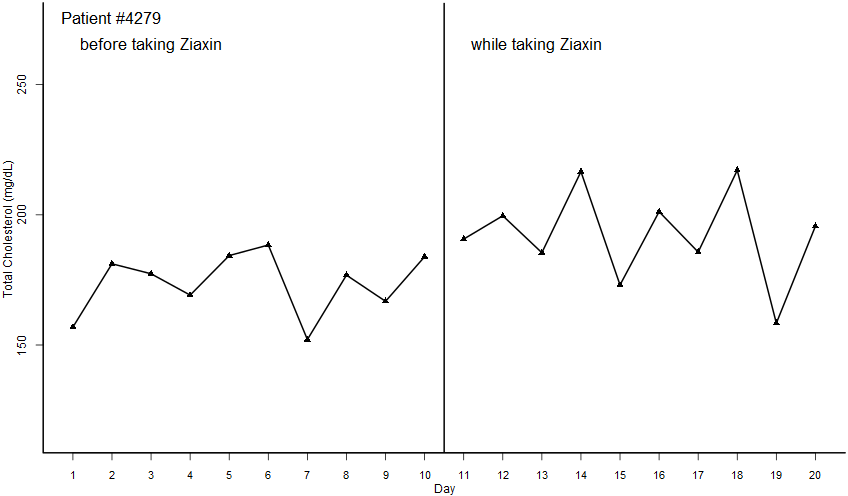 Patient #4279
before taking Ziaxin
while taking Ziaxin
Total Cholesterol (mg/dL)
250
200
150
1 2 3 4 5 6 7 8 9 10 11 12 13 14 15 16 17 18 19 20
Day